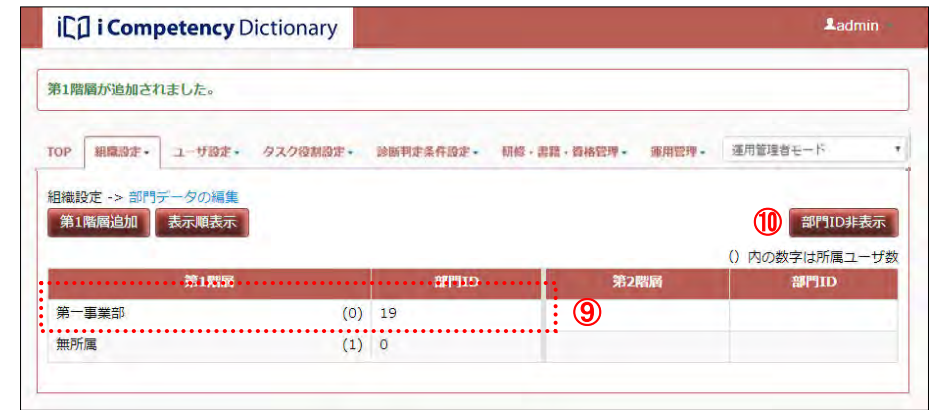 i Competency Dictionary
admin
第1階層が追加されました。
TOP 組織設定 ユーザ設定 タスク役割設定 診断判定条件設定 研修・書籍・資格管理 運用管理 運用管理者モード
組織設定 -> 部門データの編集
第1階層追加 表示順表示 ⑩ 部門ID非表示
() 内の数字は所属ユーザ数
第1階層 部門ID 第2階層 部門ID
第一事業部 (0) 19 ⑨
無所属 (1) 0